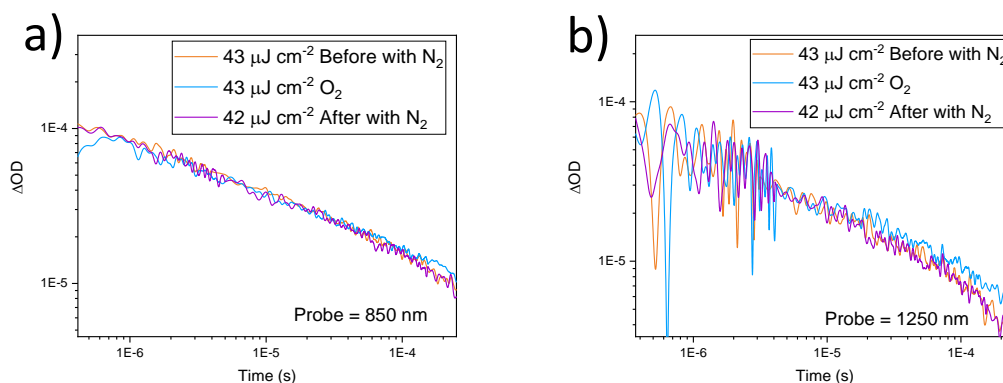 a)
43 µJ cm-2 Before with N2
43 µJ cm-2 O2
42 µJ cm-2 After with N2
1E-4
1E-5
ΔOD
Probe = 850 nm
1E-6
1E-5
1E-4
Time (s)
b)
43 µJ cm-2 Before with N2
43 µJ cm-2 O2
42 µJ cm-2 After with N2
1E-4
1E-5
ΔOD
Probe = 1250 nm
1E-6
1E-5
1E-4
Time (s)